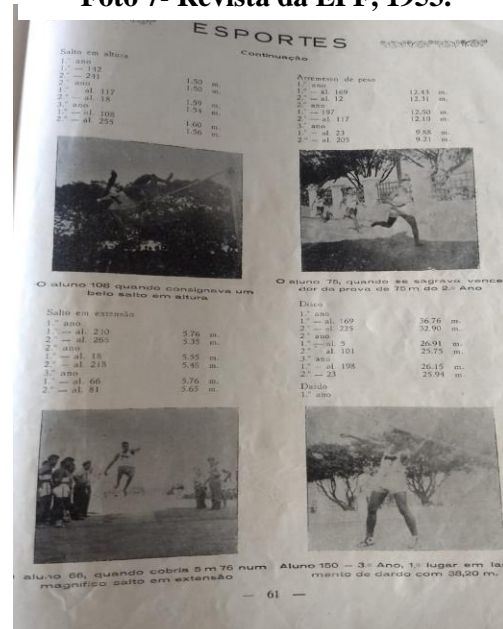 Foto 7- Revista da EFF, 1953.
ESPORTES
Continuação
Salto em altura
1.º ano
1.º — 142
2.º — 241
2.º ano
1.º — al. 117
2.º — al. 18
3.º ano
1.º — al. 108
2.º — al. 255
1.50 m.
1.50 m.
1.59 m.
1.54 m.
1.60 m.
1.56 m.
Arremesso de peso
1.º ano
1.º — al. 169 12.43 m.
2.º — al. 12 12.31 m.
2.º ano
1.º — 197 12.50 m.
2.º — al. 117 12.19 m.
3.º ano
1.º — al. 23 9.88 m.
2.º — al. 205 9.21 m.
O aluno 108 quando consignava um
belo salto em altura
O aluno 78, quando se sagrava vence-
dor da prova de 75 m do 2.º Ano
Salto em extensão
1.º ano
1.º — al. 210 5.76 m.
2.º — al. 265 5.35 m.
2.º ano
1.º — al. 18 5.55 m.
2.º — al. 215 5.45 m.
3.º ano
1.º — al. 66 5.76 m.
2.º — al. 81 5.65 m.
Disco
1.º ano
1.º — al. 169 36.76 m.
2.º — al. 225 32.90 m.
2.º ano
1.º — al. 5 26.91 m.
2.º al. 101 25.75 m.
3.º ano
1.º — al. 198 26.15 m.
2.º — 23 25.94 m.
Dardo
1.º ano
aluno 66, quando cobria 5 m 76 num
magnifico salto em extensão
Aluno 150 — 3.º Ano, 1.º lugar em lan
mento de dardo com 38,20 m.
— 61 —